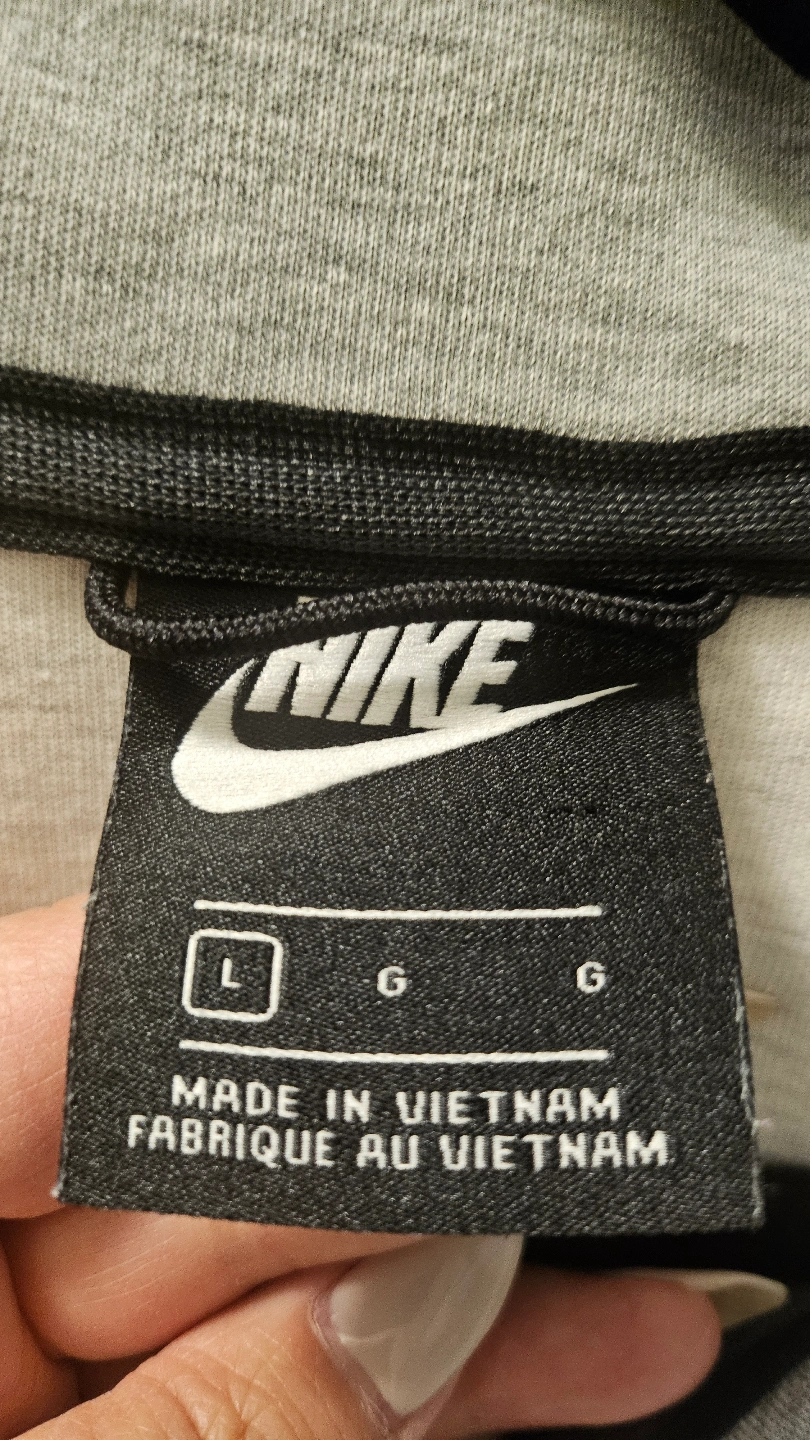 NIKE
L G G
MADE IN VIETNAM
FABRIQUE AU VIETNAM